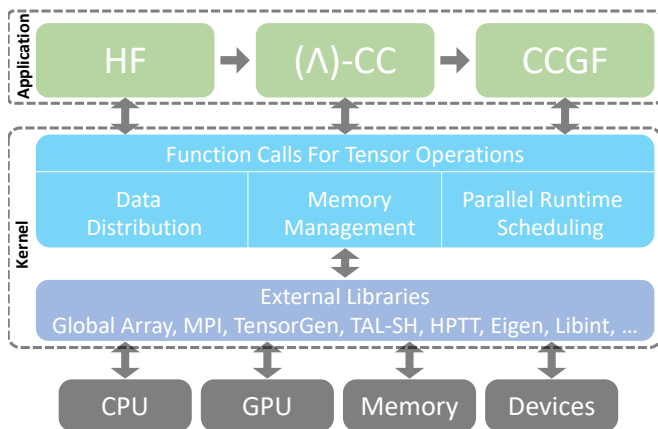 Application
HF
(Λ)-CC
CCGF
Kernel
Function Calls For Tensor Operations
Data
Distribution
Memory
Management
Parallel Runtime
Scheduling
External Libraries
Global Array, MPI, TensorGen, TAL-SH, HPTT, Eigen, Libint, ...
CPU
GPU
Memory
Devices